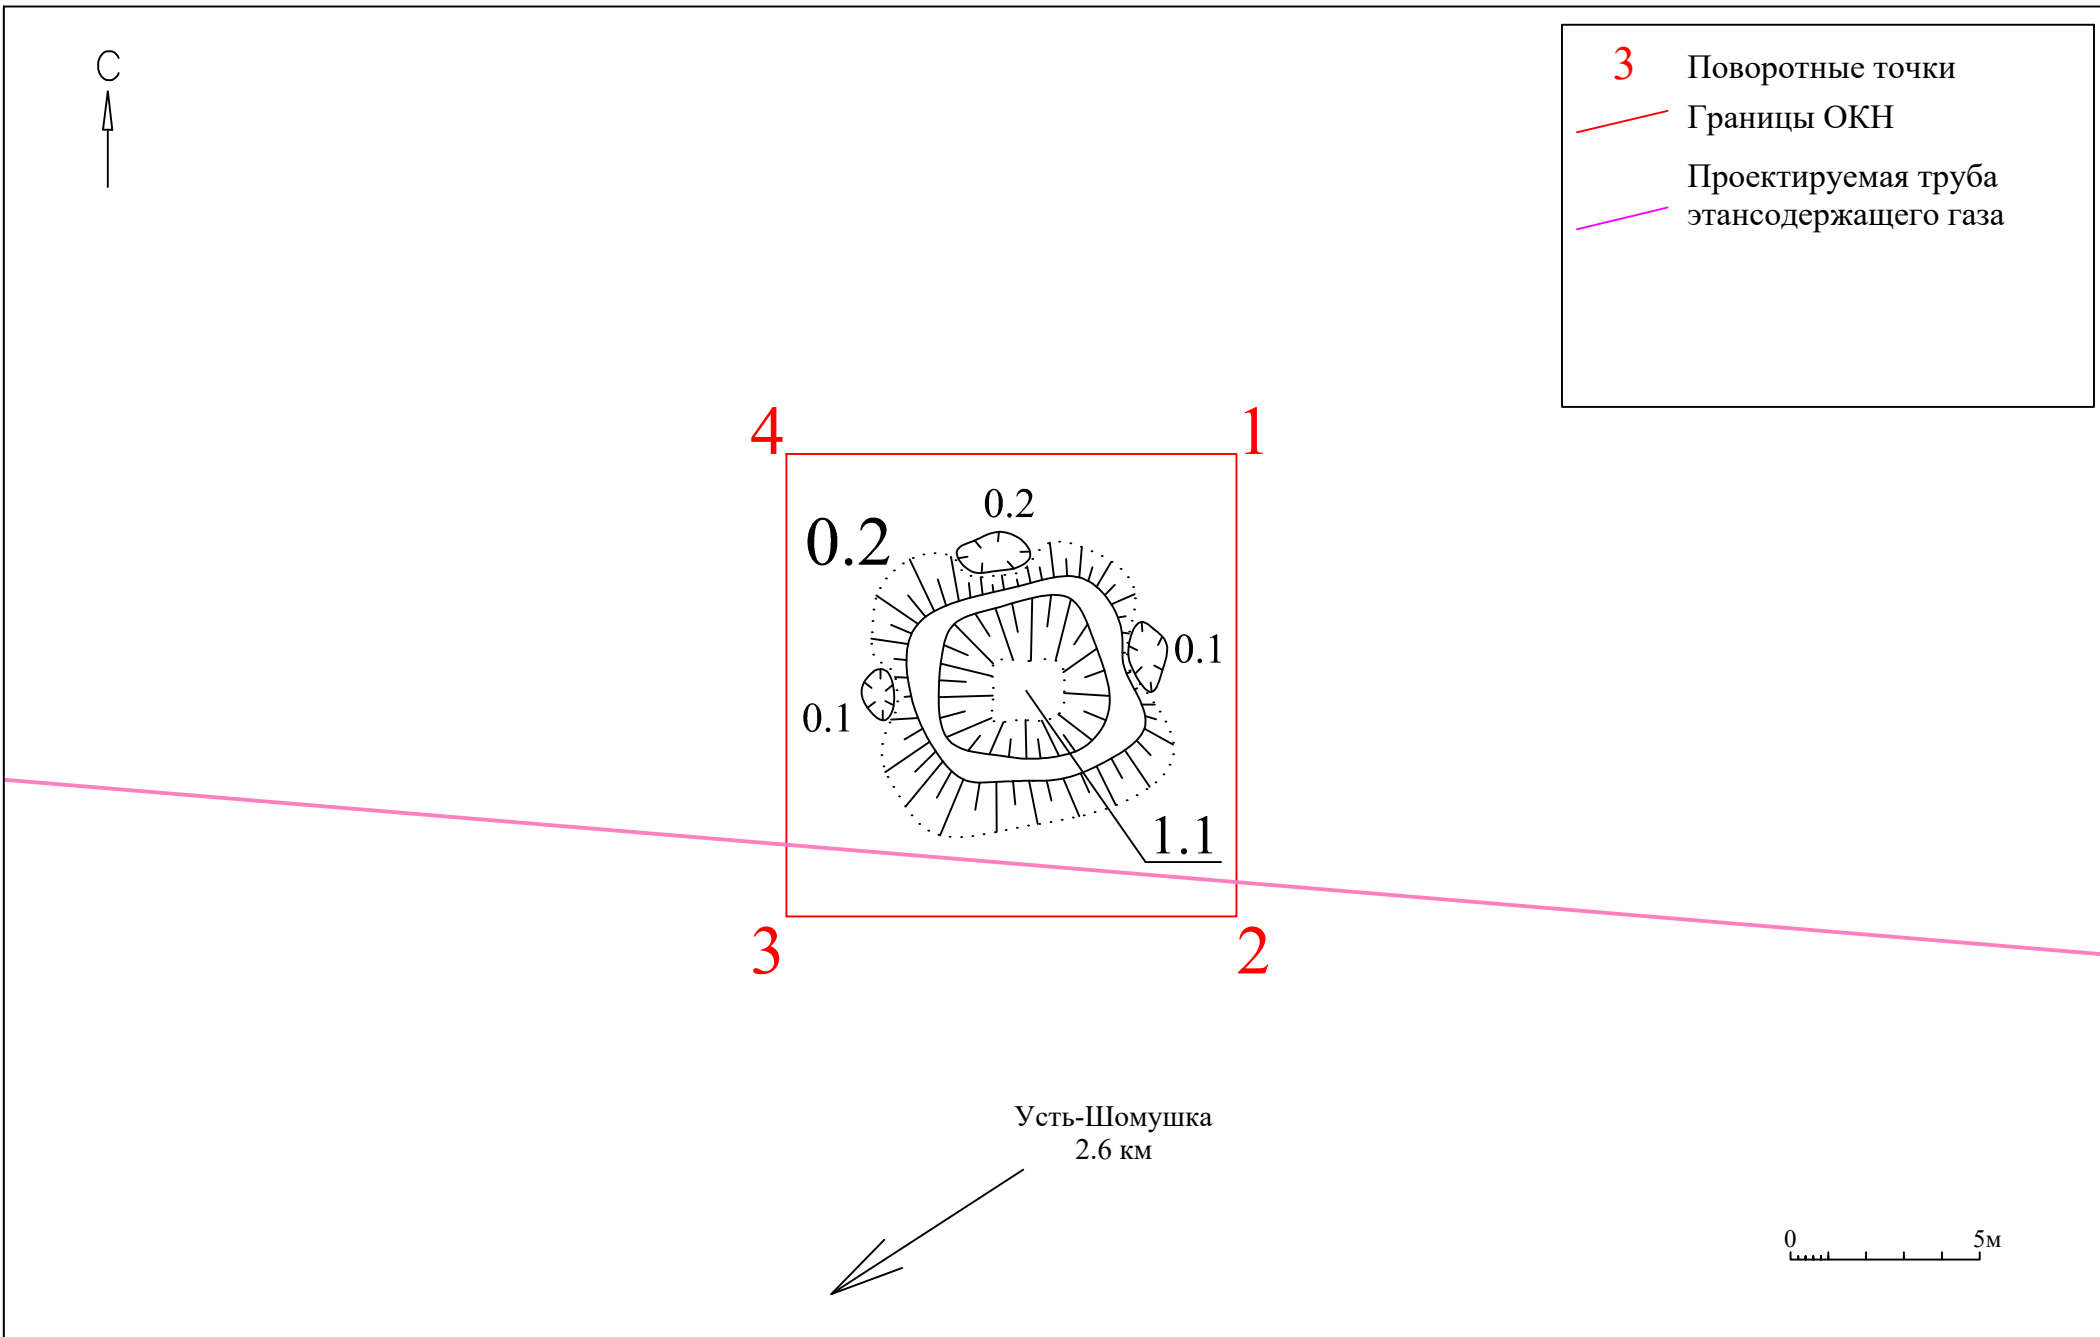 С
3 Поворотные точки
Границы ОКН
Проектируемая труба
этансодержащего газа
4
1
0.2
0.2
0.1
0.1
1.1
3
2
Усть-Шомушка
2.6 км
0 5м